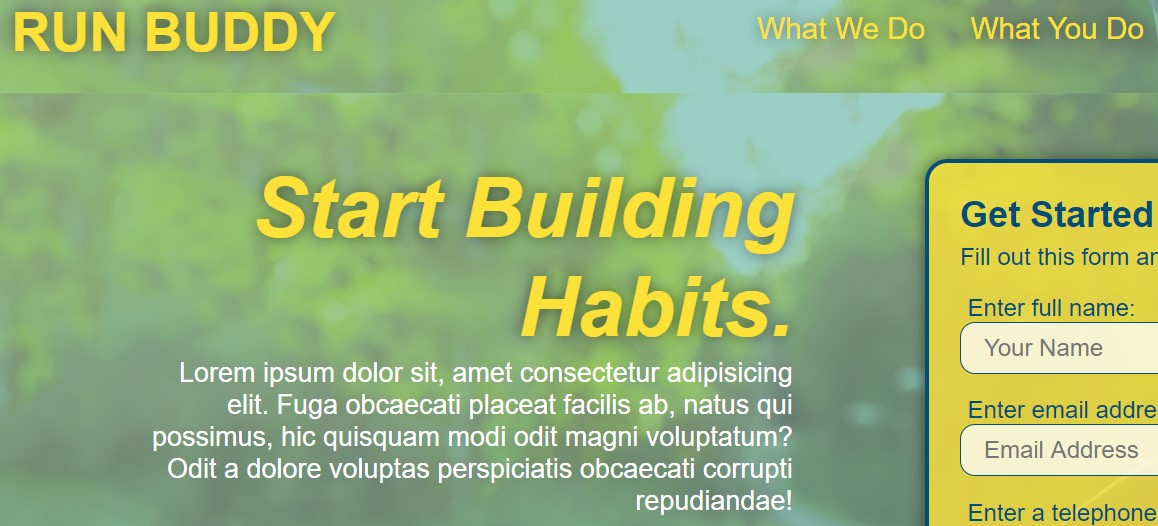 RUN BUDDY
What We Do
What You Do
Start Building
Habits.
Lorem ipsum dolor sit, amet consectetur adipisicing
elit. Fuga obcaecati placeat facilis ab, natus qui
possimus, hic quisquam modi odit magni voluptatum?
Odit a dolore voluptas perspiciatis obcaecati corrupti
repudiandae!
Get Started
Fill out this form
Enter full name:
Your Name
Enter email
Email Address
Enter a telephone